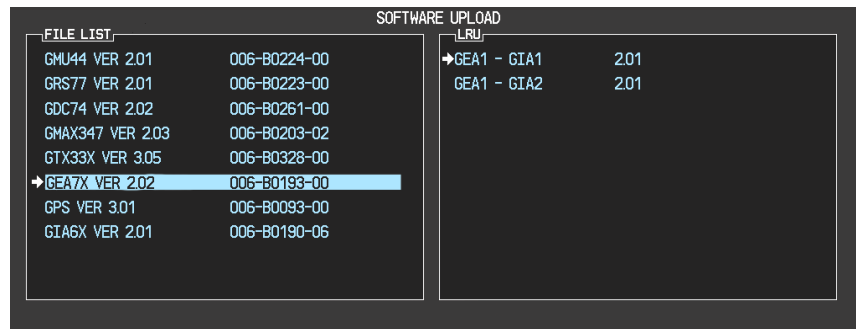 SOFTWARE UPLOAD
FILE LIST
GMU44 VER 2.01 006-B0224-00
GRS77 VER 2.01 006-B0223-00
GDC74 VER 2.02 006-B0261-00
GMAX347 VER 2.03 006-B0203-02
GTX33X VER 3.05 006-B0328-00
GEA7X VER 2.02 006-B0193-00
GPS VER 3.01 006-B0093-00
GIA6X VER 2.01 006-B0190-06
LRU
GEA1 - GIA1 2.01
GEA1 - GIA2 2.01